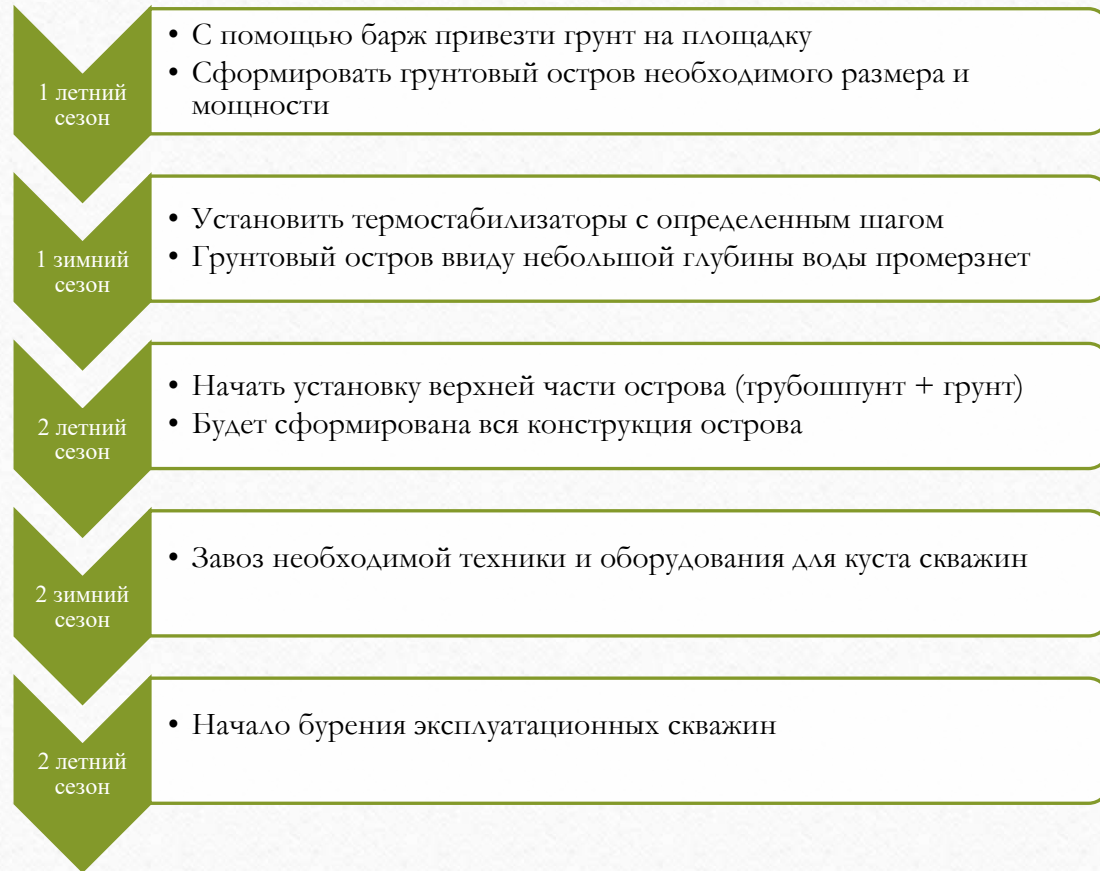 1 летний
сезон
• С помощью барж привезти грунт на площадку
• Сформировать грунтовый остров необходимого размера и
мощности
1 зимний
сезон
• Установить термостабилизаторы с определенным шагом
• Грунтовый остров ввиду небольшой глубины воды промерзнет
2 летний
сезон
• Начать установку верхней части острова (трубошпунт + грунт)
• Будет сформирована вся конструкция острова
2 зимний
сезон
• Завоз необходимой техники и оборудования для куста скважин
2 летний
сезон
• Начало бурения эксплуатационных скважин